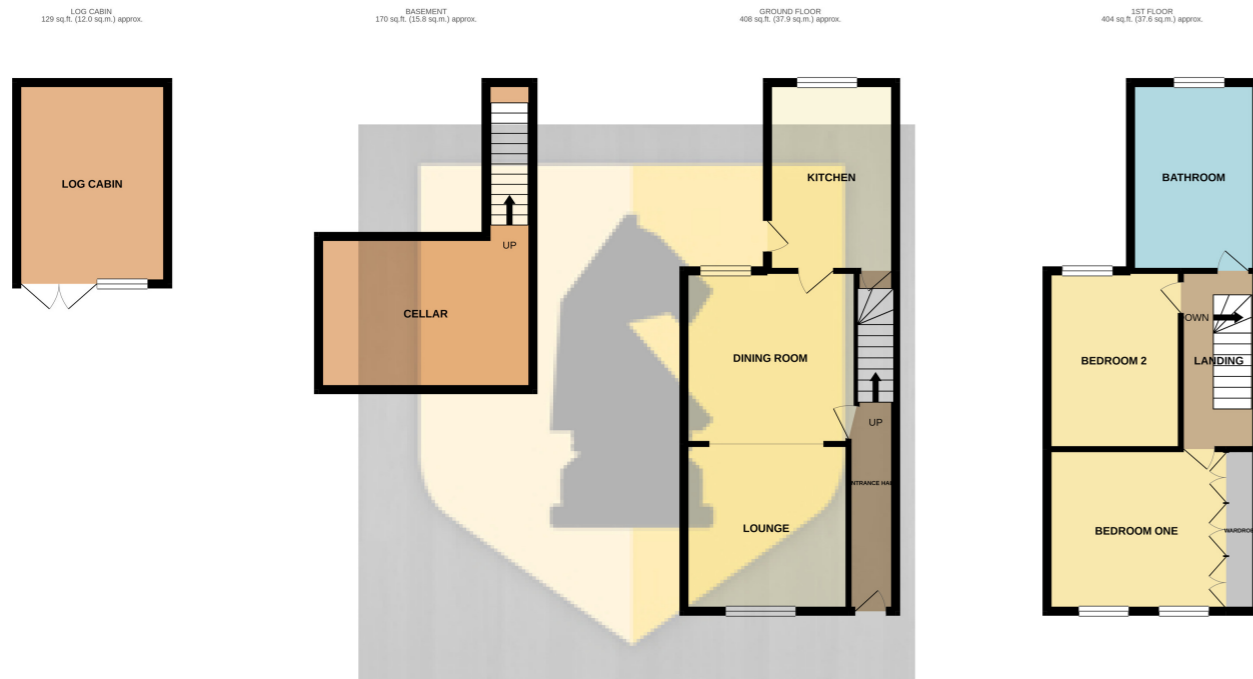 LOG CABIN
129 sq.ft. (12.0 sq.m.) approx.
BASEMENT
170 sq.ft. (15.8 sq.m.) approx.
GROUND FLOOR
408 sq.ft. (37.9 sq.m.) approx.
1ST FLOOR
404 sq.ft. (37.6 sq.m.) approx.
LOG CABIN
UP
CELLAR
KITCHEN
DINING ROOM
UP
NTRANCE HAL
LOUNGE
BATHROOM
OWN
BEDROOM 2
LANDING
BEDROOM ONE
WARDROB